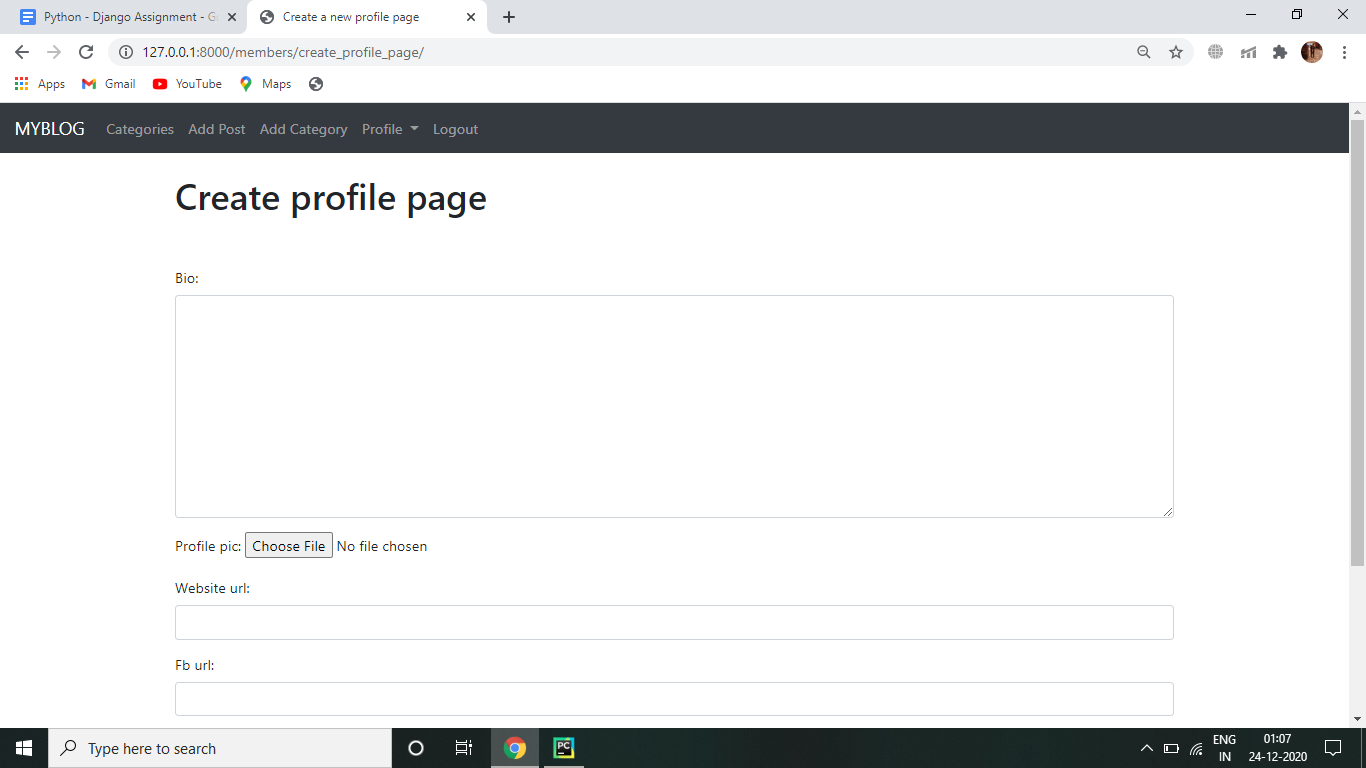 Python - Django Assignment - G
Create a new profile page
127.0.0.1:8000/members/create_profile_page/
Apps Gmail YouTube Maps
MYBLOG Categories Add Post Add Category Profile Logout
Create profile page
Bio:
Profile pic: Choose File No file chosen
Website url:
Fb url:
Type here to search
PC
ENG
IN
01:07
24-12-2020